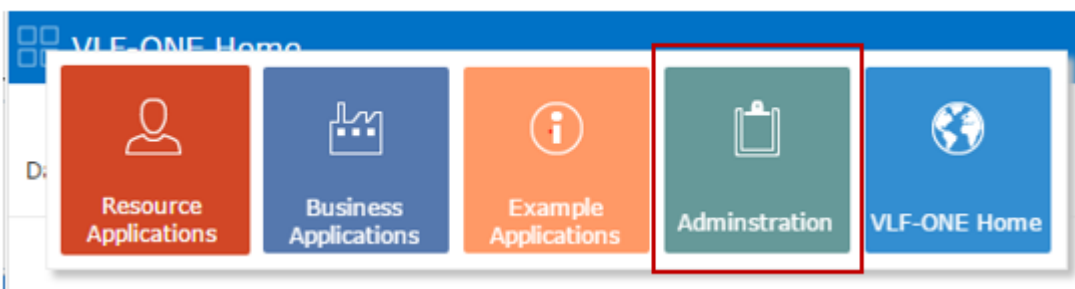 VLF-ONE Home
Resource
Applications
Business
Applications
Example
Applications
Adminstration
VLF-ONE Home